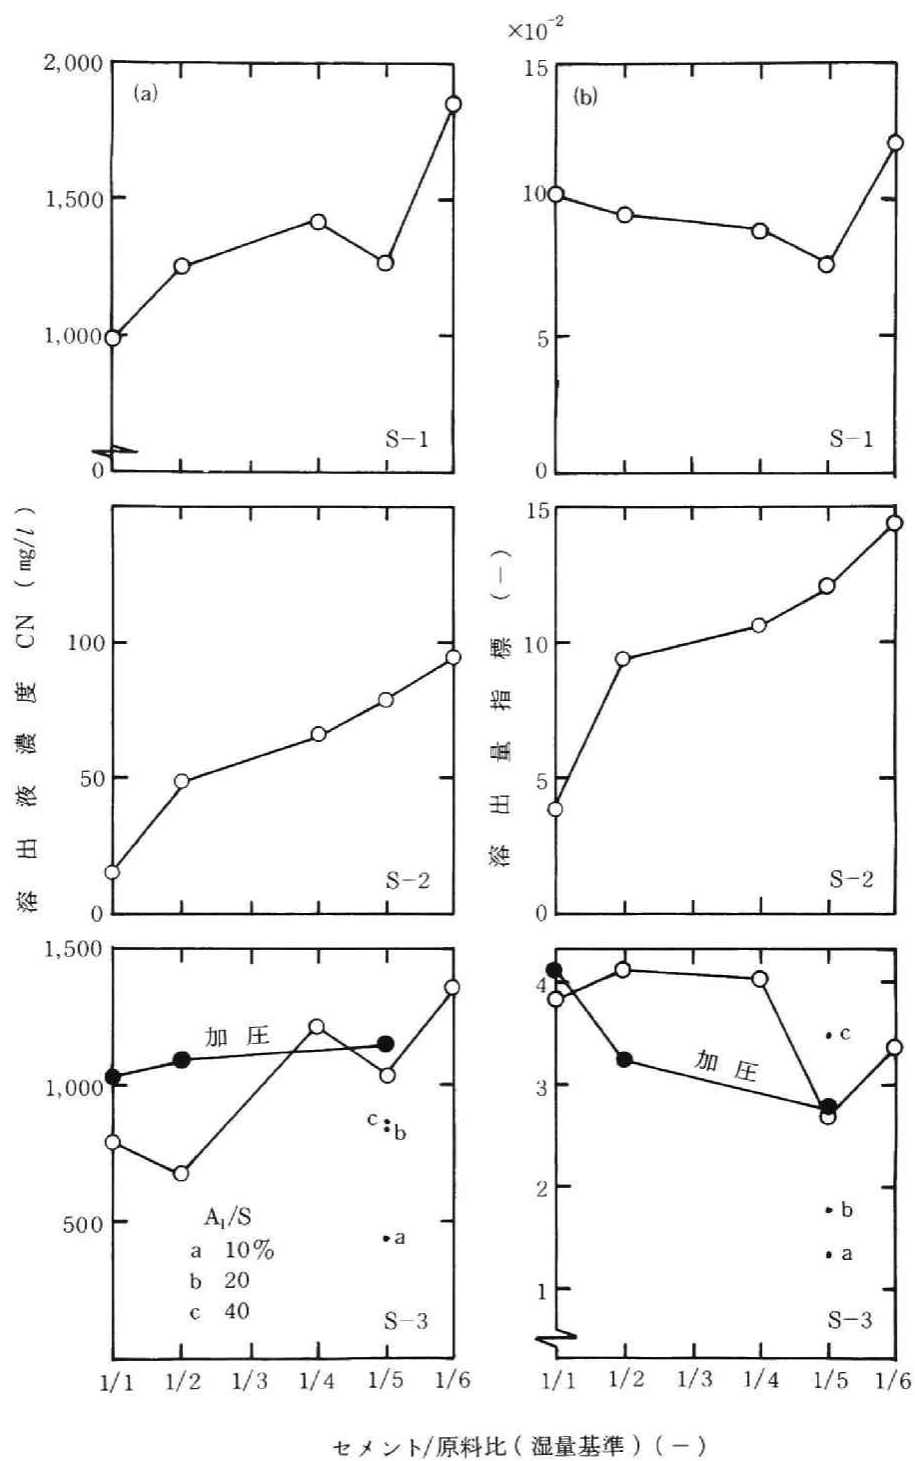 ×10⁻²
2,000
1,500
1,000
0
(a)
S-1
15
10
5
0
(b)
S-1
溶出液濃度 CN (mg/l)
100
50
0
S-2
溶出量指標 (-)
15
10
5
0
S-2
1,500
1,000
500
加圧
c
b
a
A₁/S
a 10%
b 20
c 40
S-3
1/1 1/2 1/3 1/4 1/5 1/6
4
3
2
1
加圧
c
b
a
S-3
1/1 1/2 1/3 1/4 1/5 1/6
セメント/原料比(湿量基準)(-)